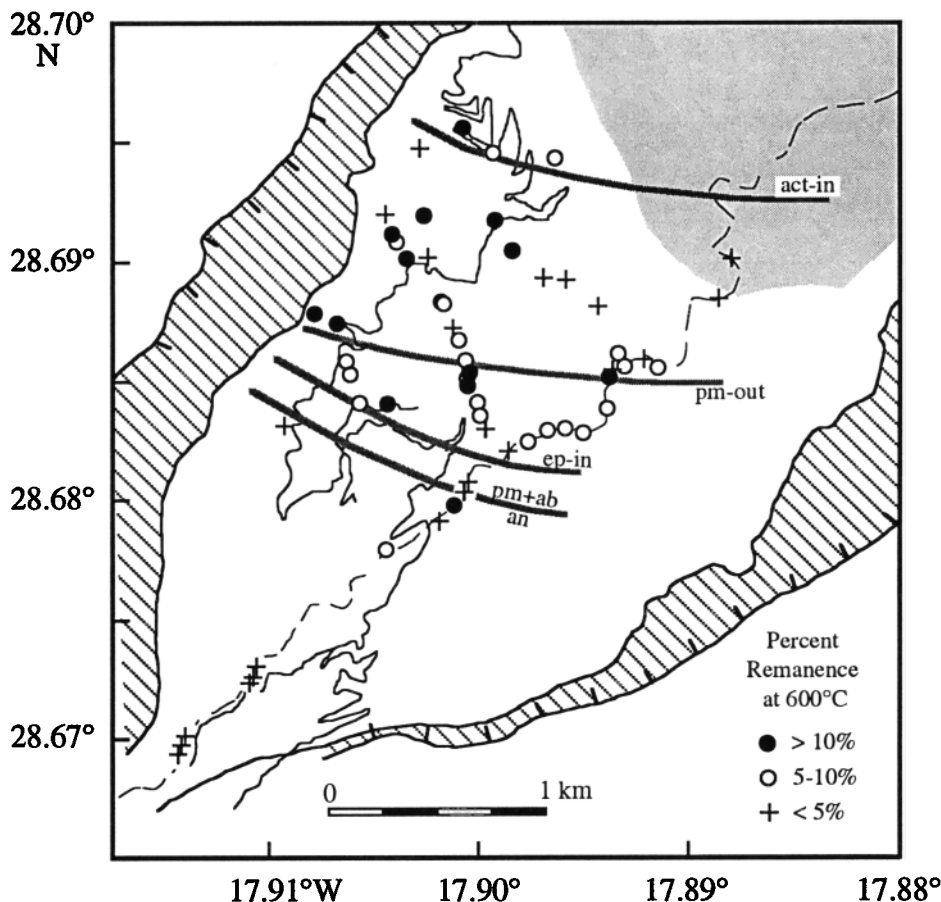 28.70°
N
act-in
28.69°
pm-out
ep-in
28.68°
pm+ab
an
Percent
Remanence
at 600°C
> 10%
28.67°
5-10%
0 1 km
< 5%
17.91°W 17.90° 17.89° 17.88°